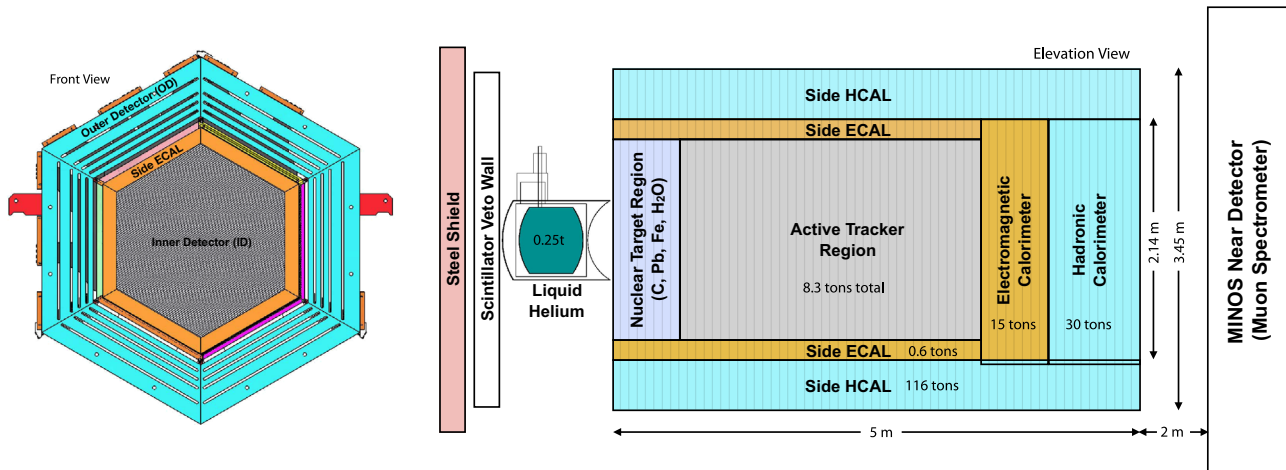 Front View
Outer Detector (OD)
Side ECAL
Inner Detector (ID)
Steel Shield
Scintillator Veto Wall
0.25t
Liquid
Helium
Elevation View
Side HCAL
Side ECAL
Nuclear Target Region
(C, Pb, Fe, H₂O)
Active Tracker
Region
8.3 tons total
Electromagnetic
Calorimeter
15 tons
Hadronic
Calorimeter
30 tons
Side ECAL 0.6 tons
Side HCAL 116 tons
2.14 m
3.45 m
5 m
2 m
MINOS Near Detector
(Muon Spectrometer)